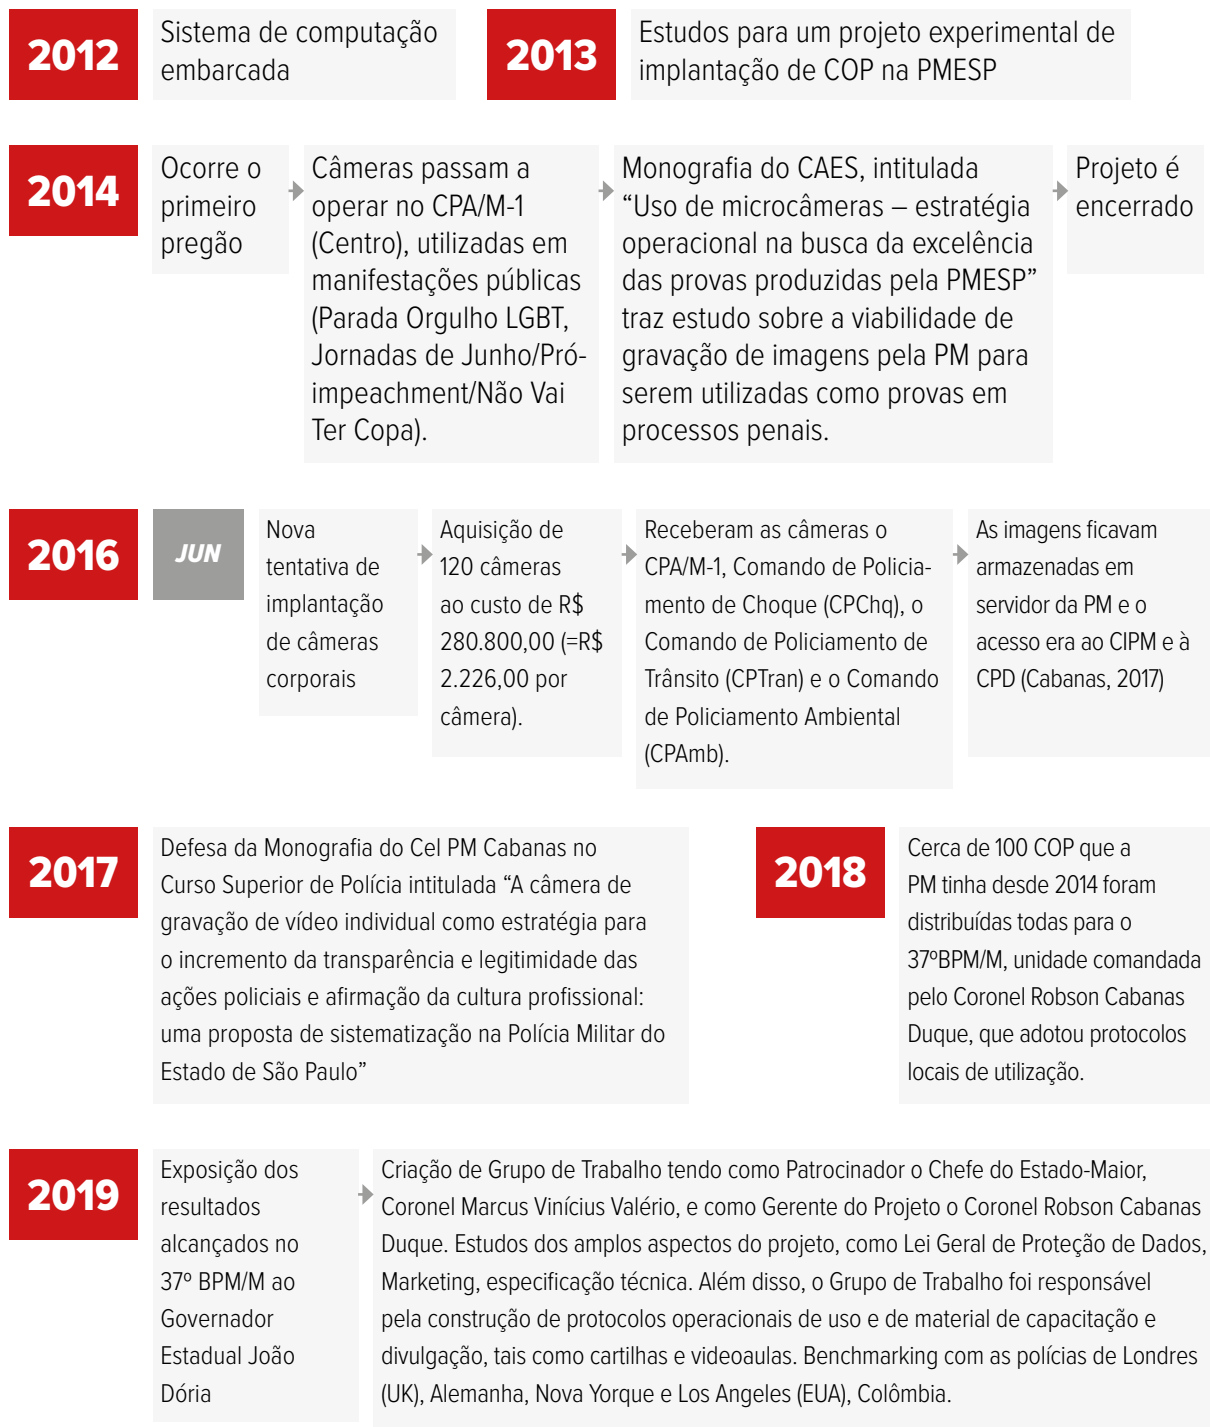 2012
Sistema de computação
embarcada
2013
Estudos para um projeto experimental de
implantação de COP na PMESP
2014
Ocorre o
primeiro
pregão
Câmeras passam a
operar no CPA/M-1
(Centro), utilizadas em
manifestações públicas
(Parada Orgulho LGBT,
Jornadas de Junho/Pró-
impeachment/Não Vai
Ter Copa).
Monografia do CAES, intitulada
“Uso de microcâmeras – estratégia
operacional na busca da excelência
das provas produzidas pela PMESP”
traz estudo sobre a viabilidade de
gravação de imagens pela PM para
serem utilizadas como provas em
processos penais.
Projeto é
encerrado
2016
JUN
Nova
tentativa de
implantação
de câmeras
corporais
Aquisição de
120 câmeras
ao custo de R$
280.800,00 (=R$
2.226,00 por
câmera).
Receberam as câmeras o
CPA/M-1, Comando de Policia-
mento de Choque (CPChq), o
Comando de Policiamento de
Trânsito (CPTran) e o Comando
de Policiamento Ambiental
(CPAmb).
As imagens ficavam
armazenadas em
servidor da PM e o
acesso era ao CIPM e à
CPD (Cabanas, 2017)
2017
Defesa da Monografia do Cel PM Cabanas no
Curso Superior de Polícia intitulada “A câmera de
gravação de vídeo individual como estratégia para
o incremento da transparência e legitimidade das
ações policiais e afirmação da cultura profissional:
uma proposta de sistematização na Polícia Militar do
Estado de São Paulo”
2018
Cerca de 100 COP que a
PM tinha desde 2014 foram
distribuídas todas para o
37ºBPM/M, unidade comandada
pelo Coronel Robson Cabanas
Duque, que adotou protocolos
locais de utilização.
2019
Exposição dos
resultados
alcançados no
37º BPM/M ao
Governador
Estadual João
Dória
Criação de Grupo de Trabalho tendo como Patrocinador o Chefe do Estado-Maior,
Coronel Marcus Vinícius Valério, e como Gerente do Projeto o Coronel Robson Cabanas
Duque. Estudos dos amplos aspectos do projeto, como Lei Geral de Proteção de Dados,
Marketing, especificação técnica. Além disso, o Grupo de Trabalho foi responsável
pela construção de protocolos operacionais de uso e de material de capacitação e
divulgação, tais como cartilhas e videoaulas. Benchmarking com as polícias de Londres
(UK), Alemanha, Nova Yorque e Los Angeles (EUA), Colômbia.